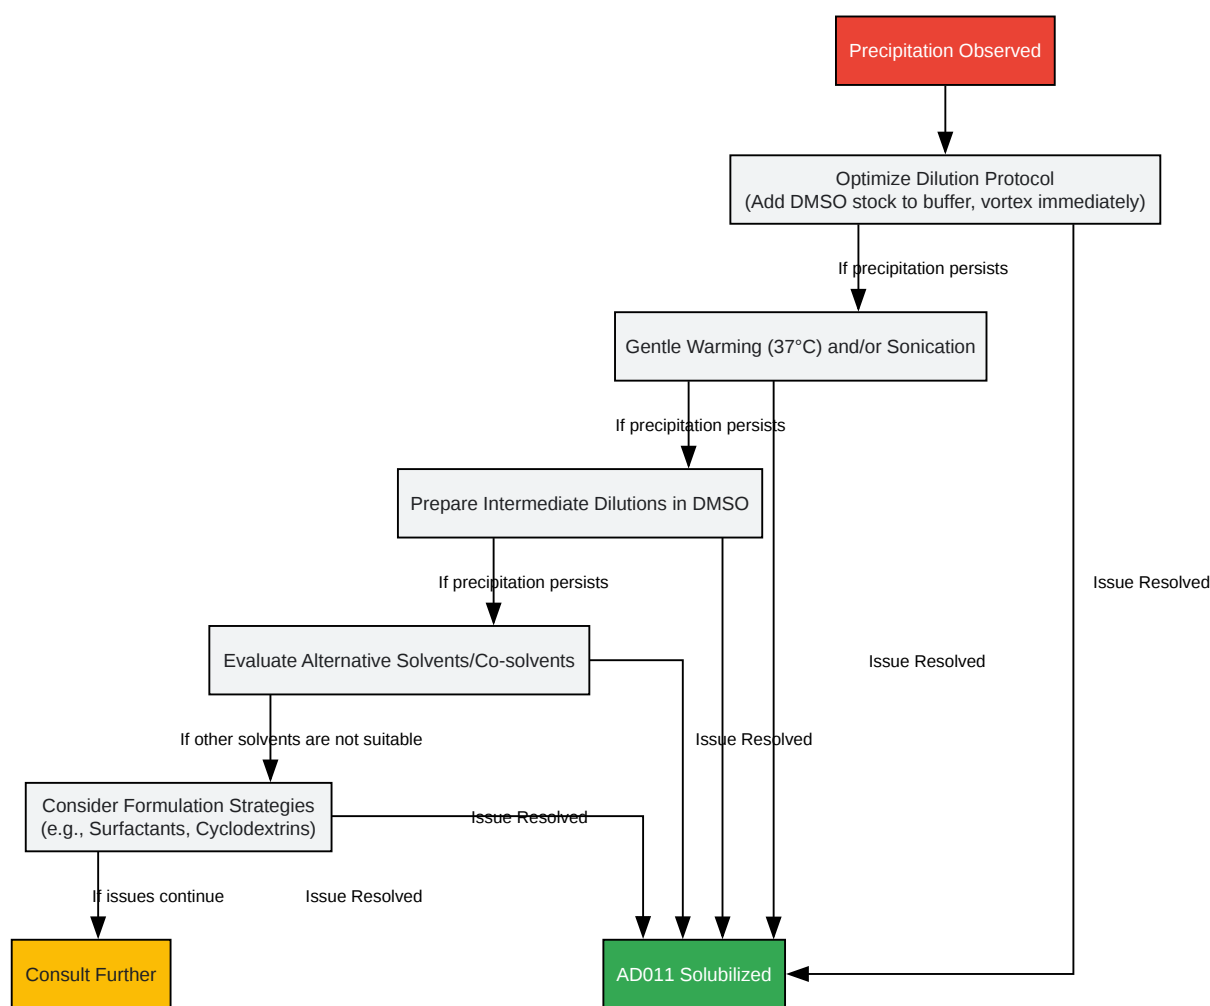 Precipitation Observed
Optimize Dilution Protocol
(Add DMSO stock to buffer, vortex immediately)
If precipitation persists
Gentle Warming (37°C) and/or Sonication
If precipitation persists
Prepare Intermediate Dilutions in DMSO
If precipitation persists
Issue Resolved
Evaluate Alternative Solvents/Co-solvents
Issue Resolved
If other solvents are not suitable
Issue Resolved
Consider Formulation Strategies
(e.g., Surfactants, Cyclodextrins)
Issue Resolved
If issues continue
Issue Resolved
Consult Further
AD011 Solubilized